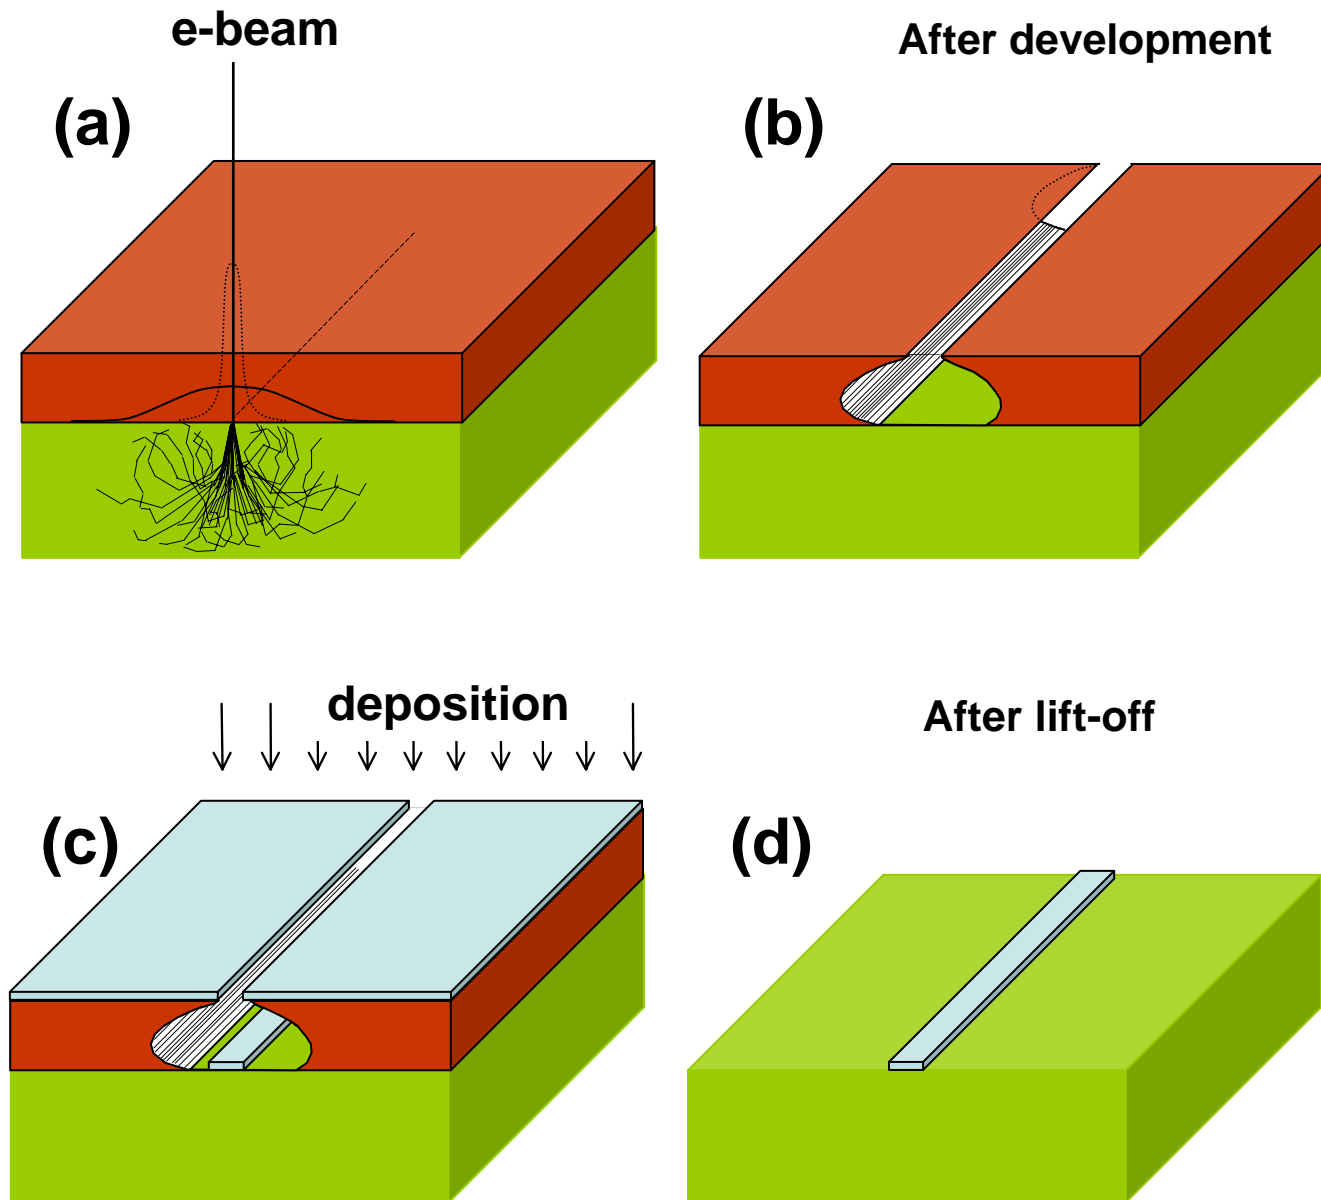 e-beam
After development
(a)
(b)
deposition
After lift-off
(c)
(d)